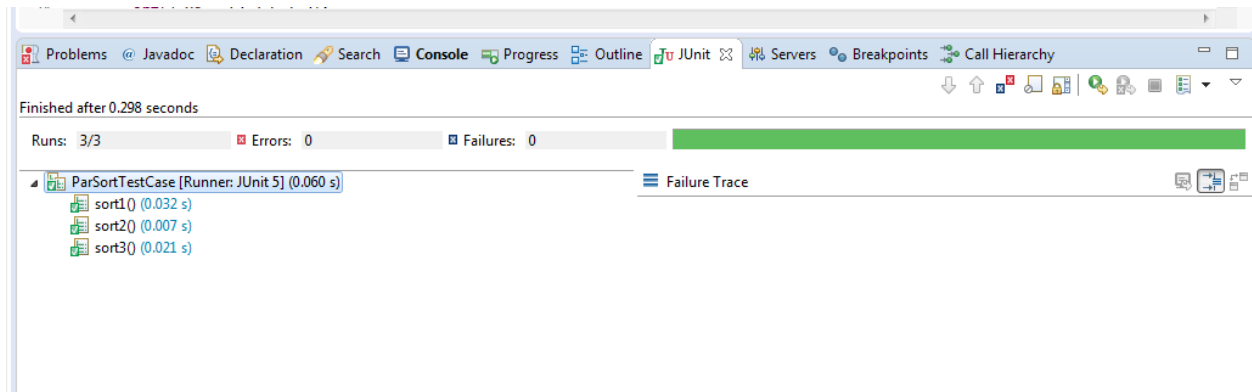 Problems @ Javadoc Declaration Search Console Progress Outline JUnit Servers Breakpoints Call Hierarchy
Finished after 0.298 seconds
Runs: 3/3 Errors: 0 Failures: 0
ParSortTestCase [Runner: JUnit 5] (0.060 s)
Failure Trace
sort1() (0.032 s)
sort2() (0.007 s)
sort3() (0.021 s)